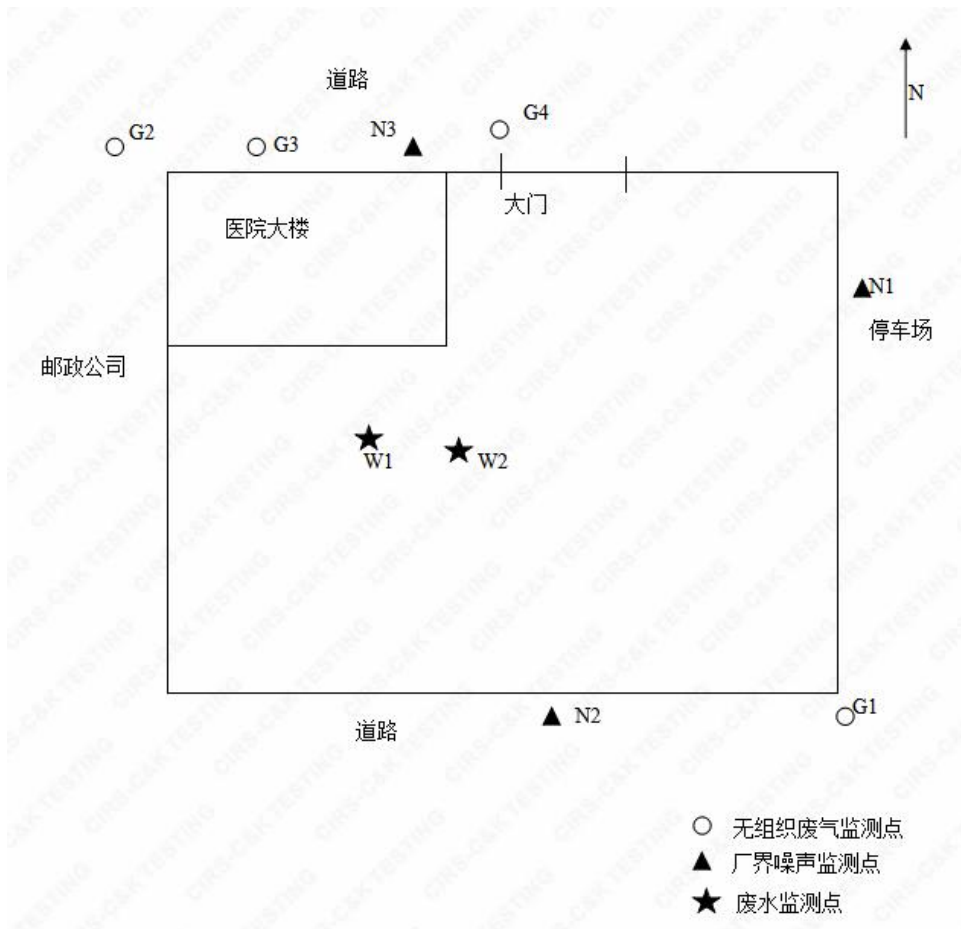 道路
N
G4
G2
N3
G3
大门
医院大楼
N1
停车场
邮政公司
W1
W2
G1
N2
道路
无组织废气监测点
厂界噪声监测点
废水监测点
CIRS-C&K TESTING